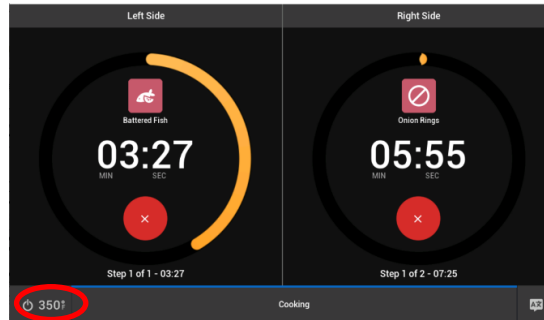 Left Side
Right Side
Battered Fish
Onion Rings
03:27
MIN SEC
05:55
MIN SEC
Step 1 of 1 - 03:27
Step 1 of 2 - 07:25
350
Cooking